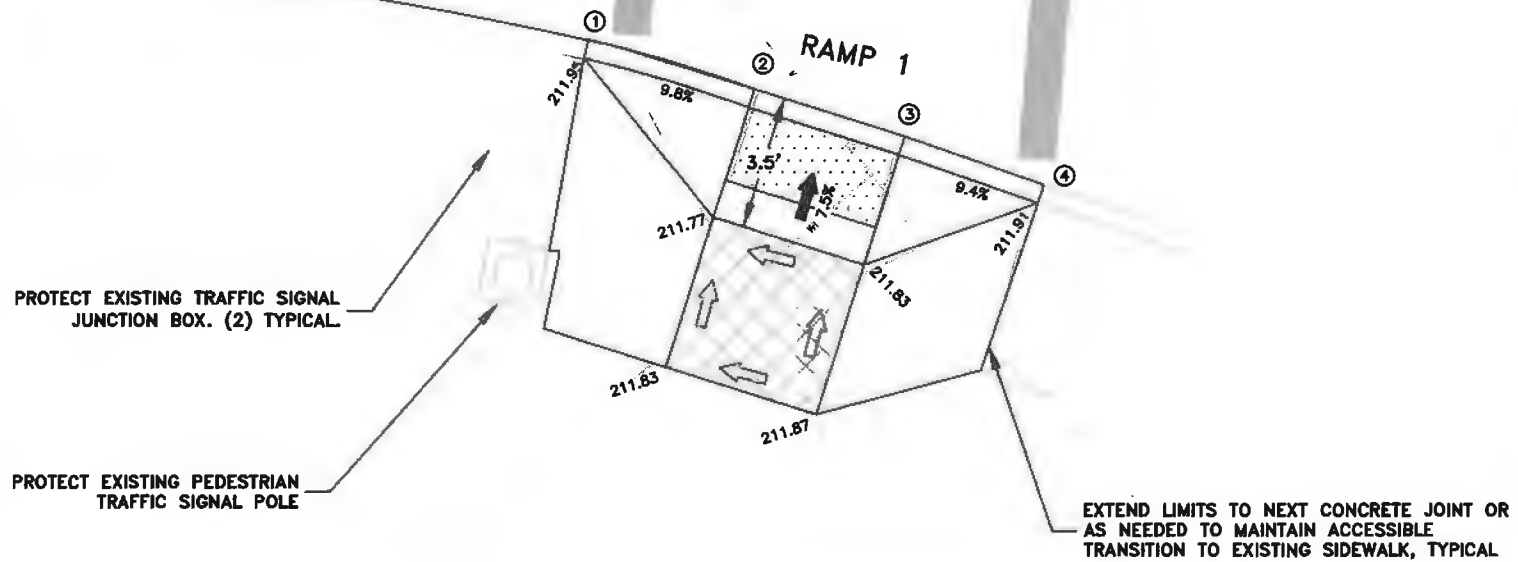 ①
RAMP 1
②
211.95
9.8%
③
3.5'
7.5%
④
9.4%
211.77
211.91
211.83
PROTECT EXISTING TRAFFIC SIGNAL
JUNCTION BOX. (2) TYPICAL.
211.83
211.87
PROTECT EXISTING PEDESTRIAN
TRAFFIC SIGNAL POLE
EXTEND LIMITS TO NEXT CONCRETE JOINT OR
AS NEEDED TO MAINTAIN ACCESSIBLE
TRANSITION TO EXISTING SIDEWALK, TYPICAL